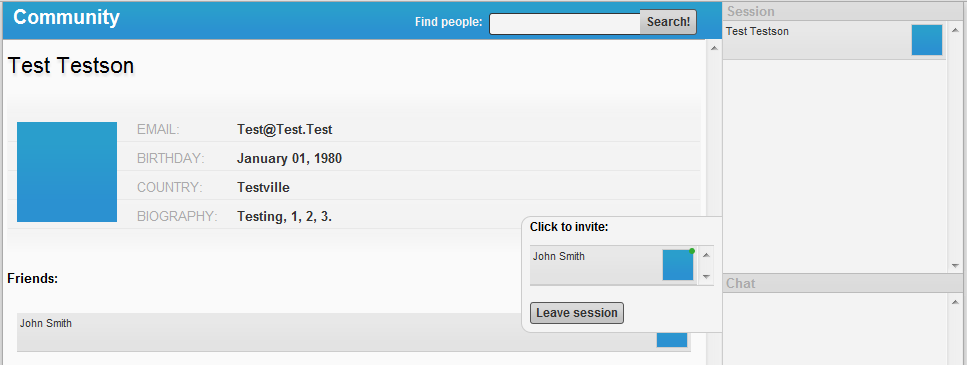 Community
Find people: Search!
Test Testson
EMAIL: Test@Test.Test
BIRTHDAY: January 01, 1980
COUNTRY: Testville
BIOGRAPHY: Testing, 1, 2, 3.
Friends:
John Smith
Click to invite:
John Smith
Leave session
Session
Test Testson
Chat